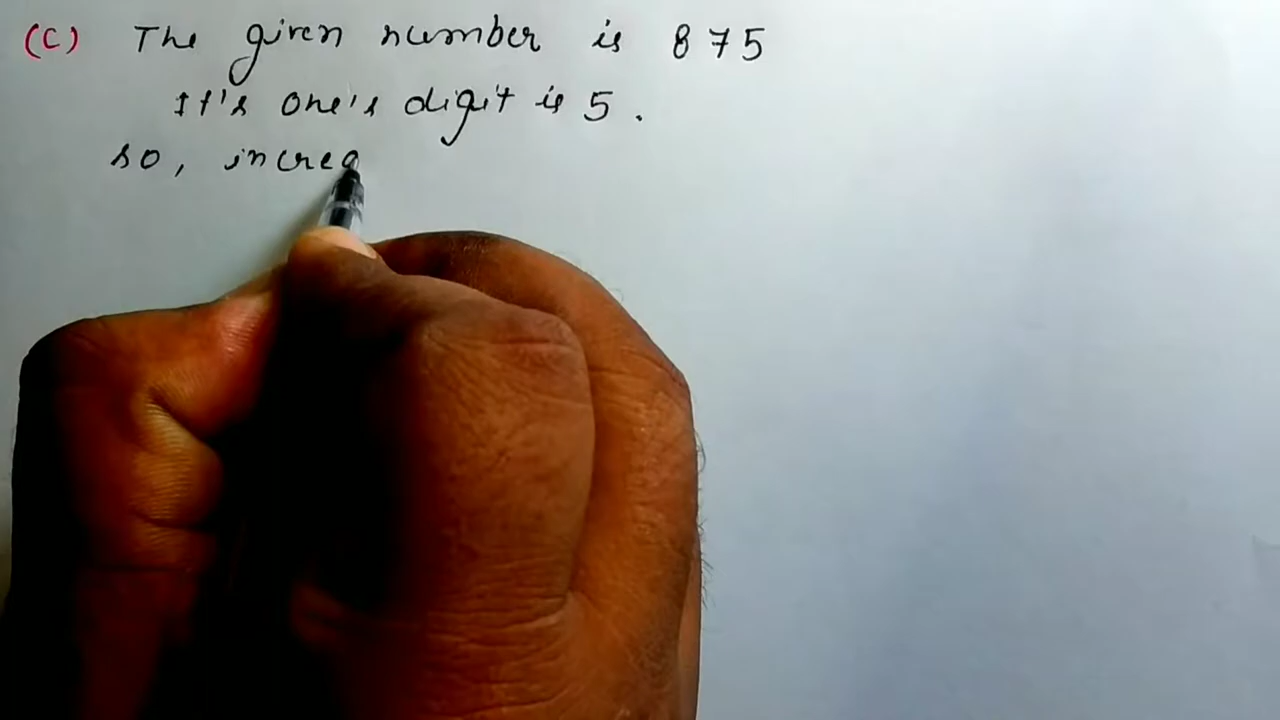 (C) The given number is 875
It's one's digit is 5.
so, increa